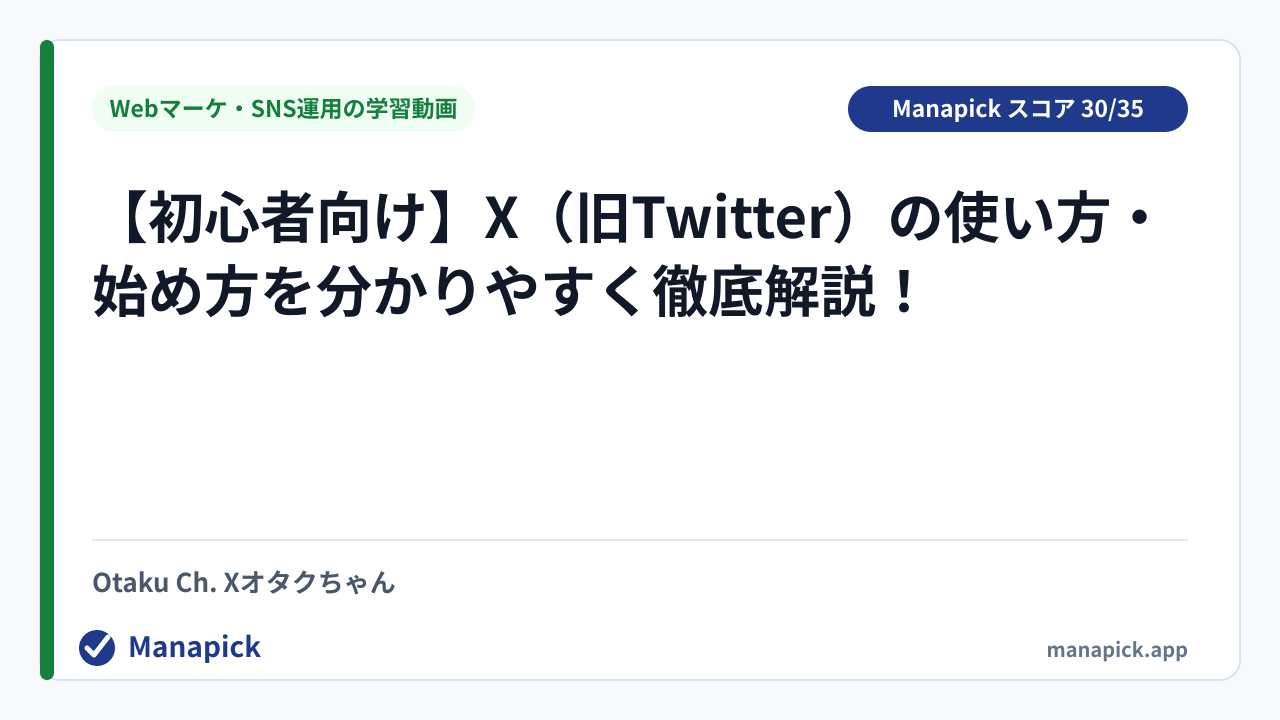 Webマーケ・SNS運用の学習動画
Manapick スコア 30/35
【初心者向け】X（旧Twitter）の使い方・
始め方を分かりやすく徹底解説！
Otaku Ch. Xオタクちゃん
Manapick
manapick.app